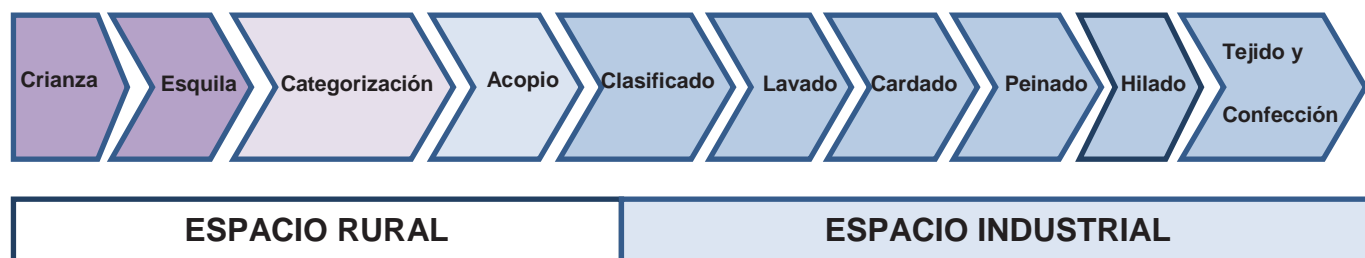 Crianza
Esquila
Categorización
Acopio
Clasificado
Lavado
Cardado
Peinado
Hilado
Tejido y
Confección
ESPACIO RURAL
ESPACIO INDUSTRIAL